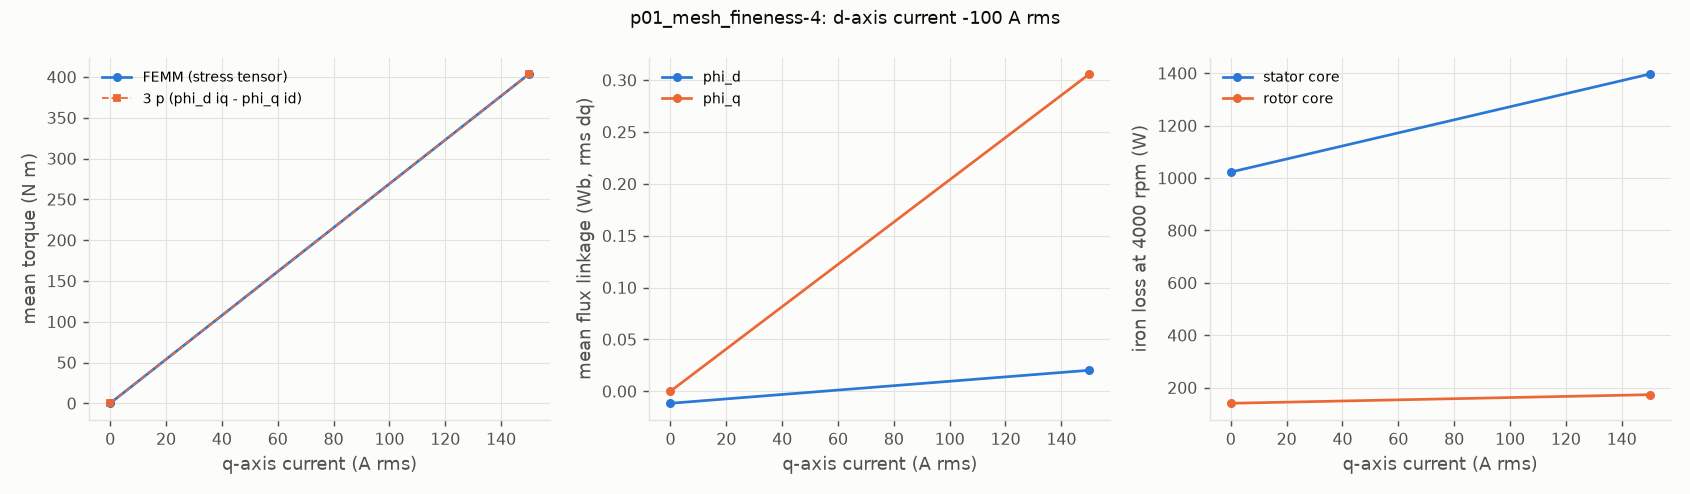 p01_mesh_fineness-4: d-axis current -100 A rms
mean torque (N m)
400
350
300
250
200
150
100
50
0
FEMM (stress tensor)
3 p (phi_d iq - phi_q id)
0 20 40 60 80 100 120 140
q-axis current (A rms)
mean flux linkage (Wb, rms dq)
0.30
0.25
0.20
0.15
0.10
0.05
0.00
phi_d
phi_q
0 20 40 60 80 100 120 140
q-axis current (A rms)
iron loss at 4000 rpm (W)
1400
1200
1000
800
600
400
200
stator core
rotor core
0 20 40 60 80 100 120 140
q-axis current (A rms)